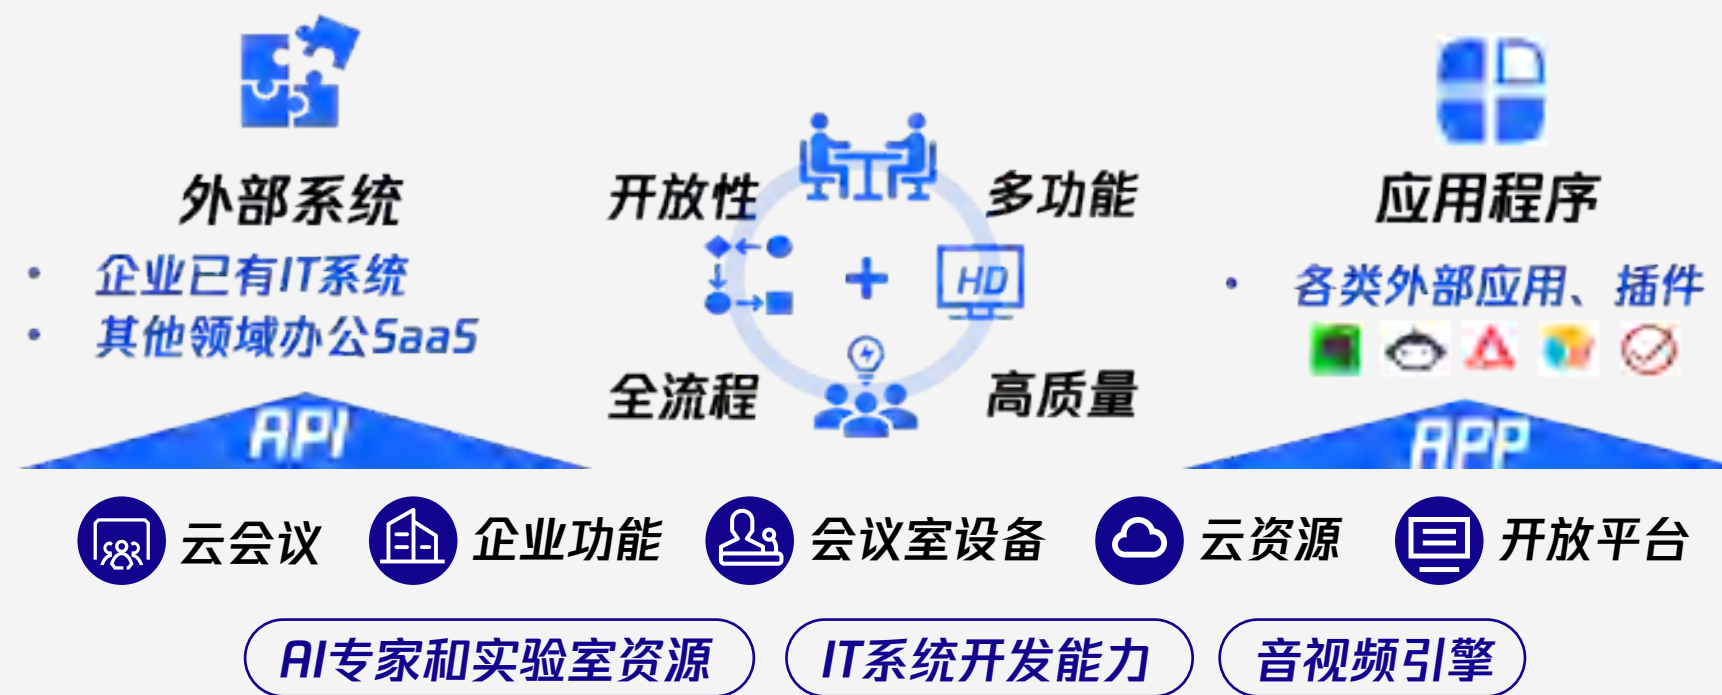 外部系统
• 企业已有IT系统
• 其他领域办公SaaS
API
开放性
多功能
HD
全流程
高质量
应用程序
• 各类外部应用、插件
APP
云会议
企业功能
会议室设备
云资源
开放平台
AI专家和实验室资源
IT系统开发能力
音视频引擎